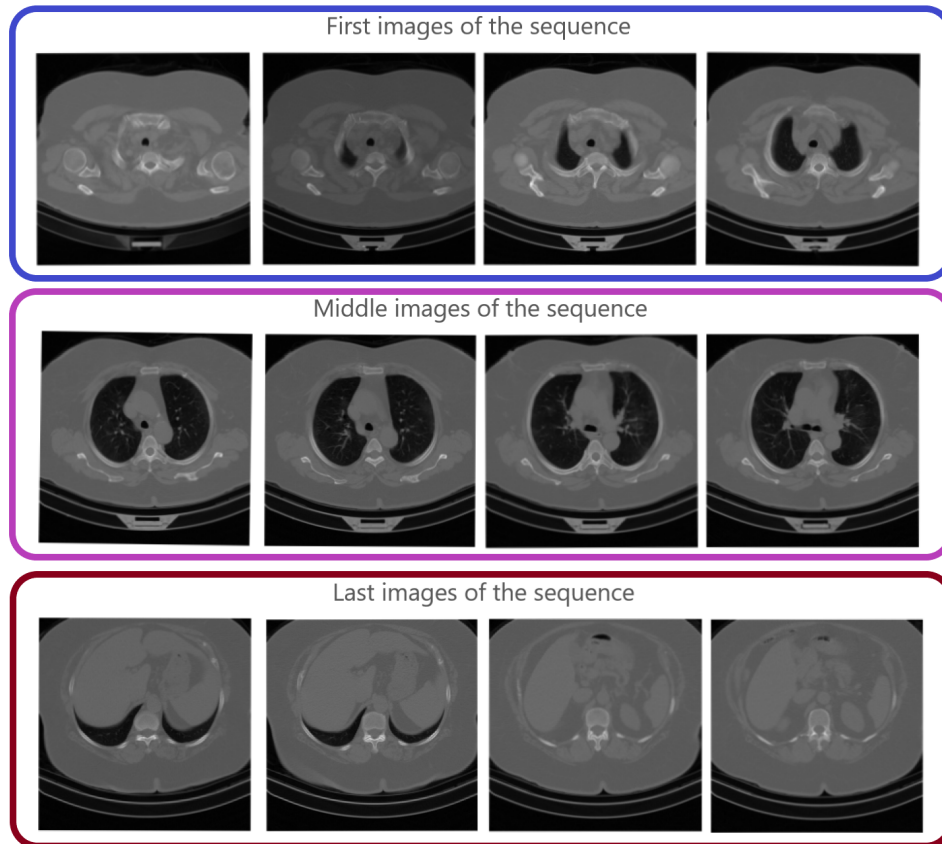 First images of the sequence
Middle images of the sequence
Last images of the sequence